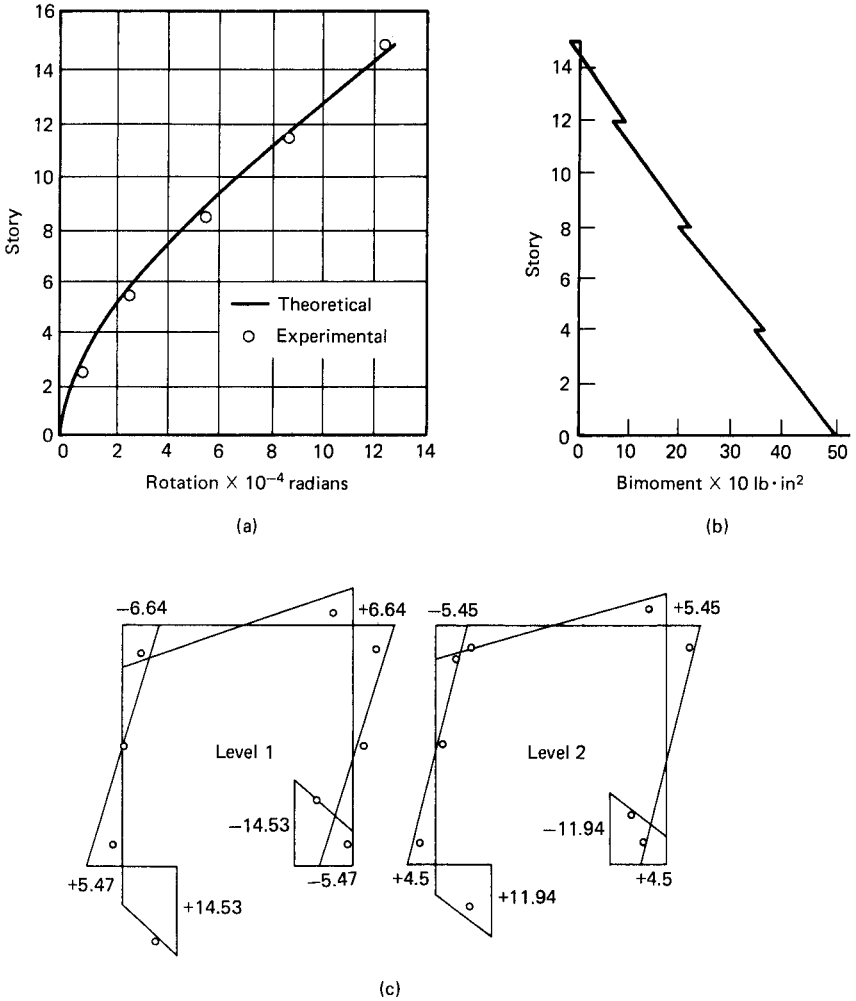 16
14
12
10
8
6
4
2
0
Story
Theoretical
Experimental
0 2 4 6 8 10 12 14
Rotation × 10⁻⁴ radians
(a)
14
12
10
8
6
4
2
0
Story
0 10 20 30 40 50
Bimoment × 10 lb·in²
(b)
−6.64 +6.64
Level 1
−14.53
+5.47 −5.47
+14.53
−5.45 +5.45
Level 2
−11.94
+4.5 +4.5
+11.94
(c)